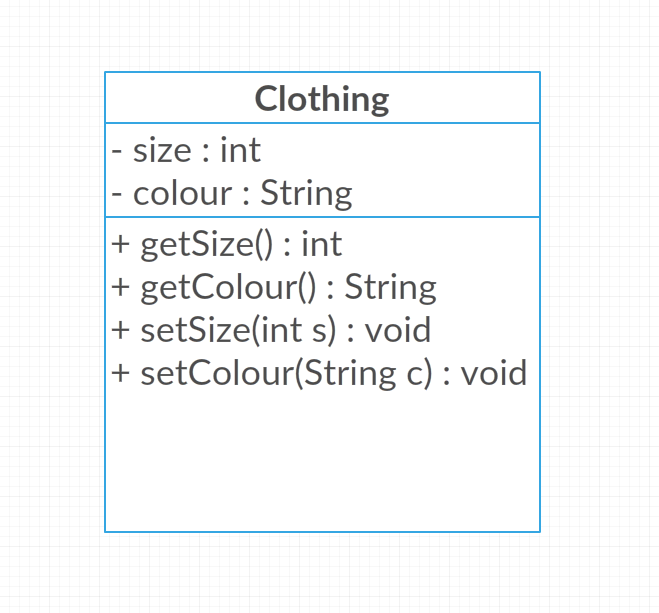 Clothing
- size : int
- colour : String
+ getSize() : int
+ getColour() : String
+ setSize(int s) : void
+ setColour(String c) : void